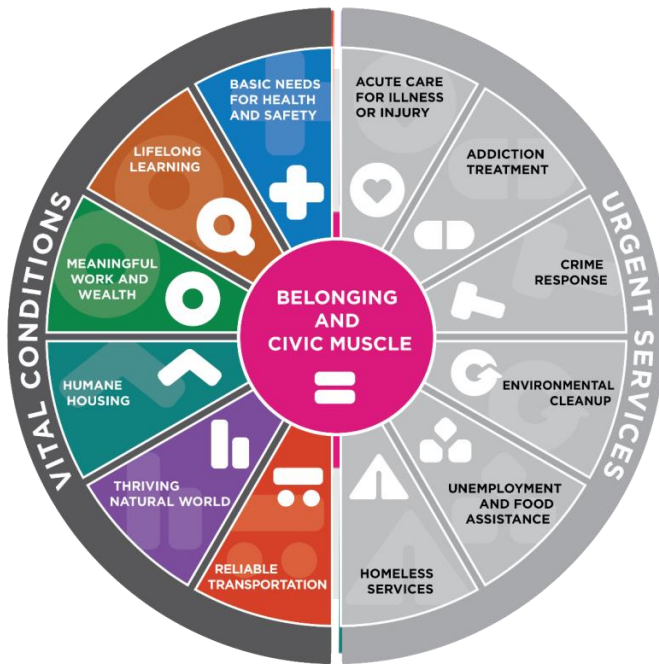 VITAL CONDITIONS
BASIC NEEDS
FOR HEALTH
AND SAFETY
LIFELONG
LEARNING
MEANINGFUL
WORK AND
WEALTH
HUMANE
HOUSING
THRIVING
NATURAL WORLD
RELIABLE
TRANSPORTATION
BELONGING
AND
CIVIC MUSCLE
URGENT SERVICES
ACUTE CARE
FOR ILLNESS
OR INJURY
ADDICTION
TREATMENT
CRIME
RESPONSE
ENVIRONMENTAL
CLEANUP
UNEMPLOYMENT
AND FOOD
ASSISTANCE
HOMELESS
SERVICES